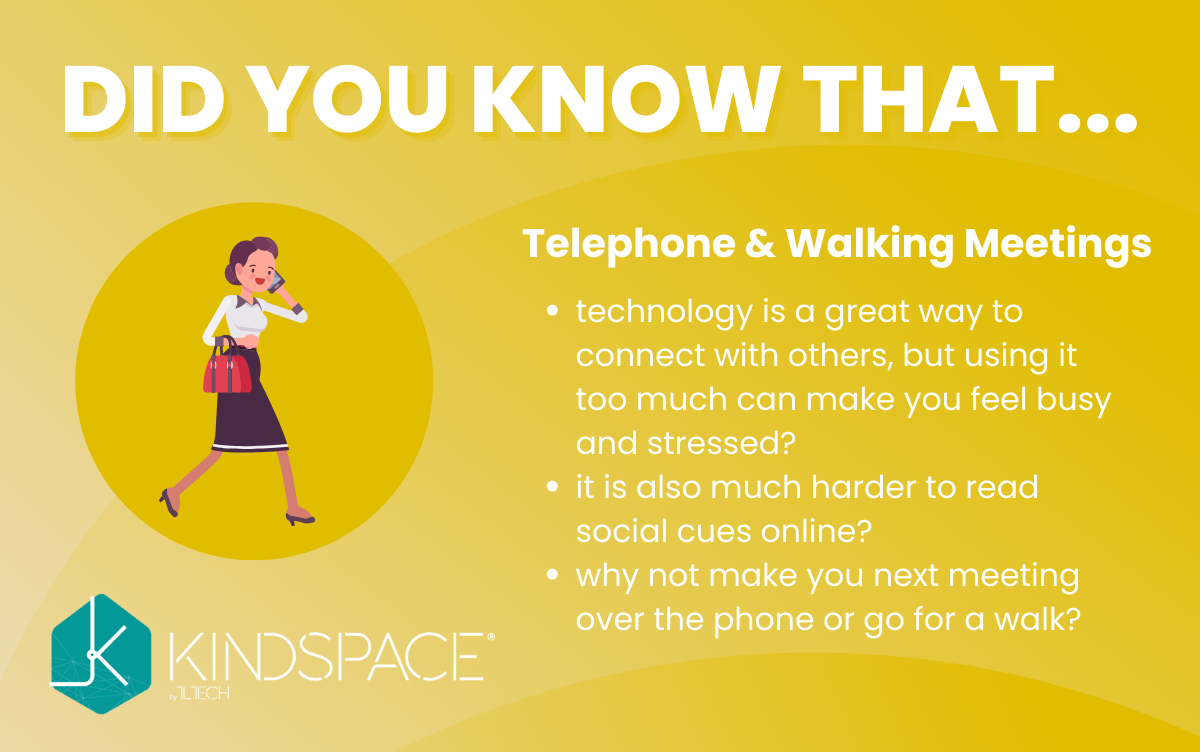 DID YOU KNOW THAT...
Telephone & Walking Meetings
• technology is a great way to
connect with others, but using it
too much can make you feel busy
and stressed?
• it is also much harder to read
social cues online?
• why not make you next meeting
over the phone or go for a walk?
KINDSPACE®
by 1L1TECH